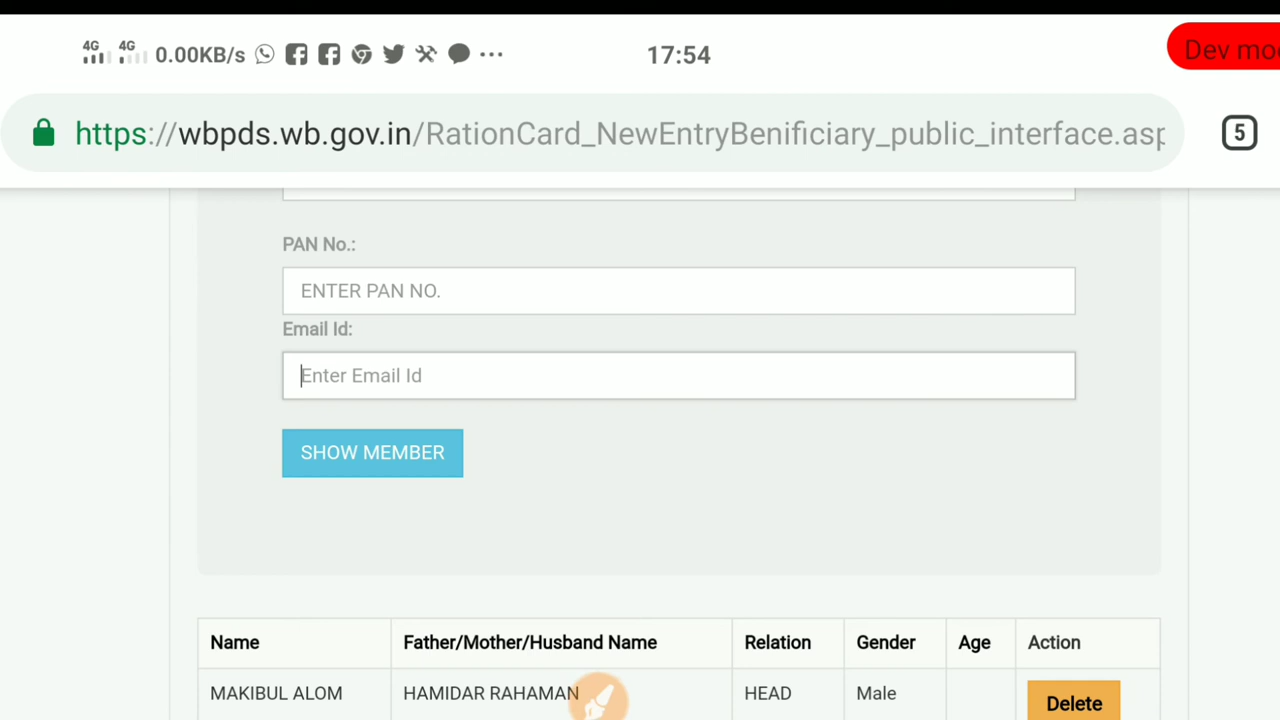 4G 4G 0.00KB/s 17:54 Dev mo
https://wbpds.wb.gov.in/RationCard_NewEntryBenificiary_public_interface.asp 5
PAN No.:
ENTER PAN NO.
Email Id:
Enter Email Id
SHOW MEMBER
Name Father/Mother/Husband Name Relation Gender Age Action
MAKIBUL ALOM HAMIDAR RAHAMAN HEAD Male Delete